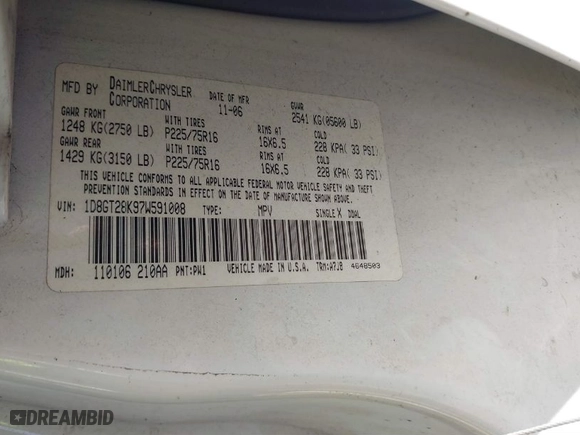 MFD BY DAIMLERCHRYSLER CORPORATION DATE OF MFR 11-06 GVWR 2541 KG(05600 LB)
GAWR FRONT WITH TIRES RIMS AT COLD
1248 KG(2750 LB) P225/75R16 16X6.5 228 KPA( 33 PSI)
GAWR REAR WITH TIRES RIMS AT COLD
1429 KG(3150 LB) P225/75R16 16X6.5 228 KPA( 33 PSI)
THIS VEHICLE CONFORMS TO ALL APPLICABLE FEDERAL MOTOR VEHICLE SAFETY AND THEFT
PREVENTION STANDARDS IN EFFECT ON THE DATE OF MANUFACTURE SHOWN ABOVE.
VIN: 1D8GT28K97W591008 TYPE: MPV SINGLE X DUAL
MDH: 110106 210AA PNT:PW1 VEHICLE MADE IN U.S.A. TRM:A7J8 4648503
DREAMBID